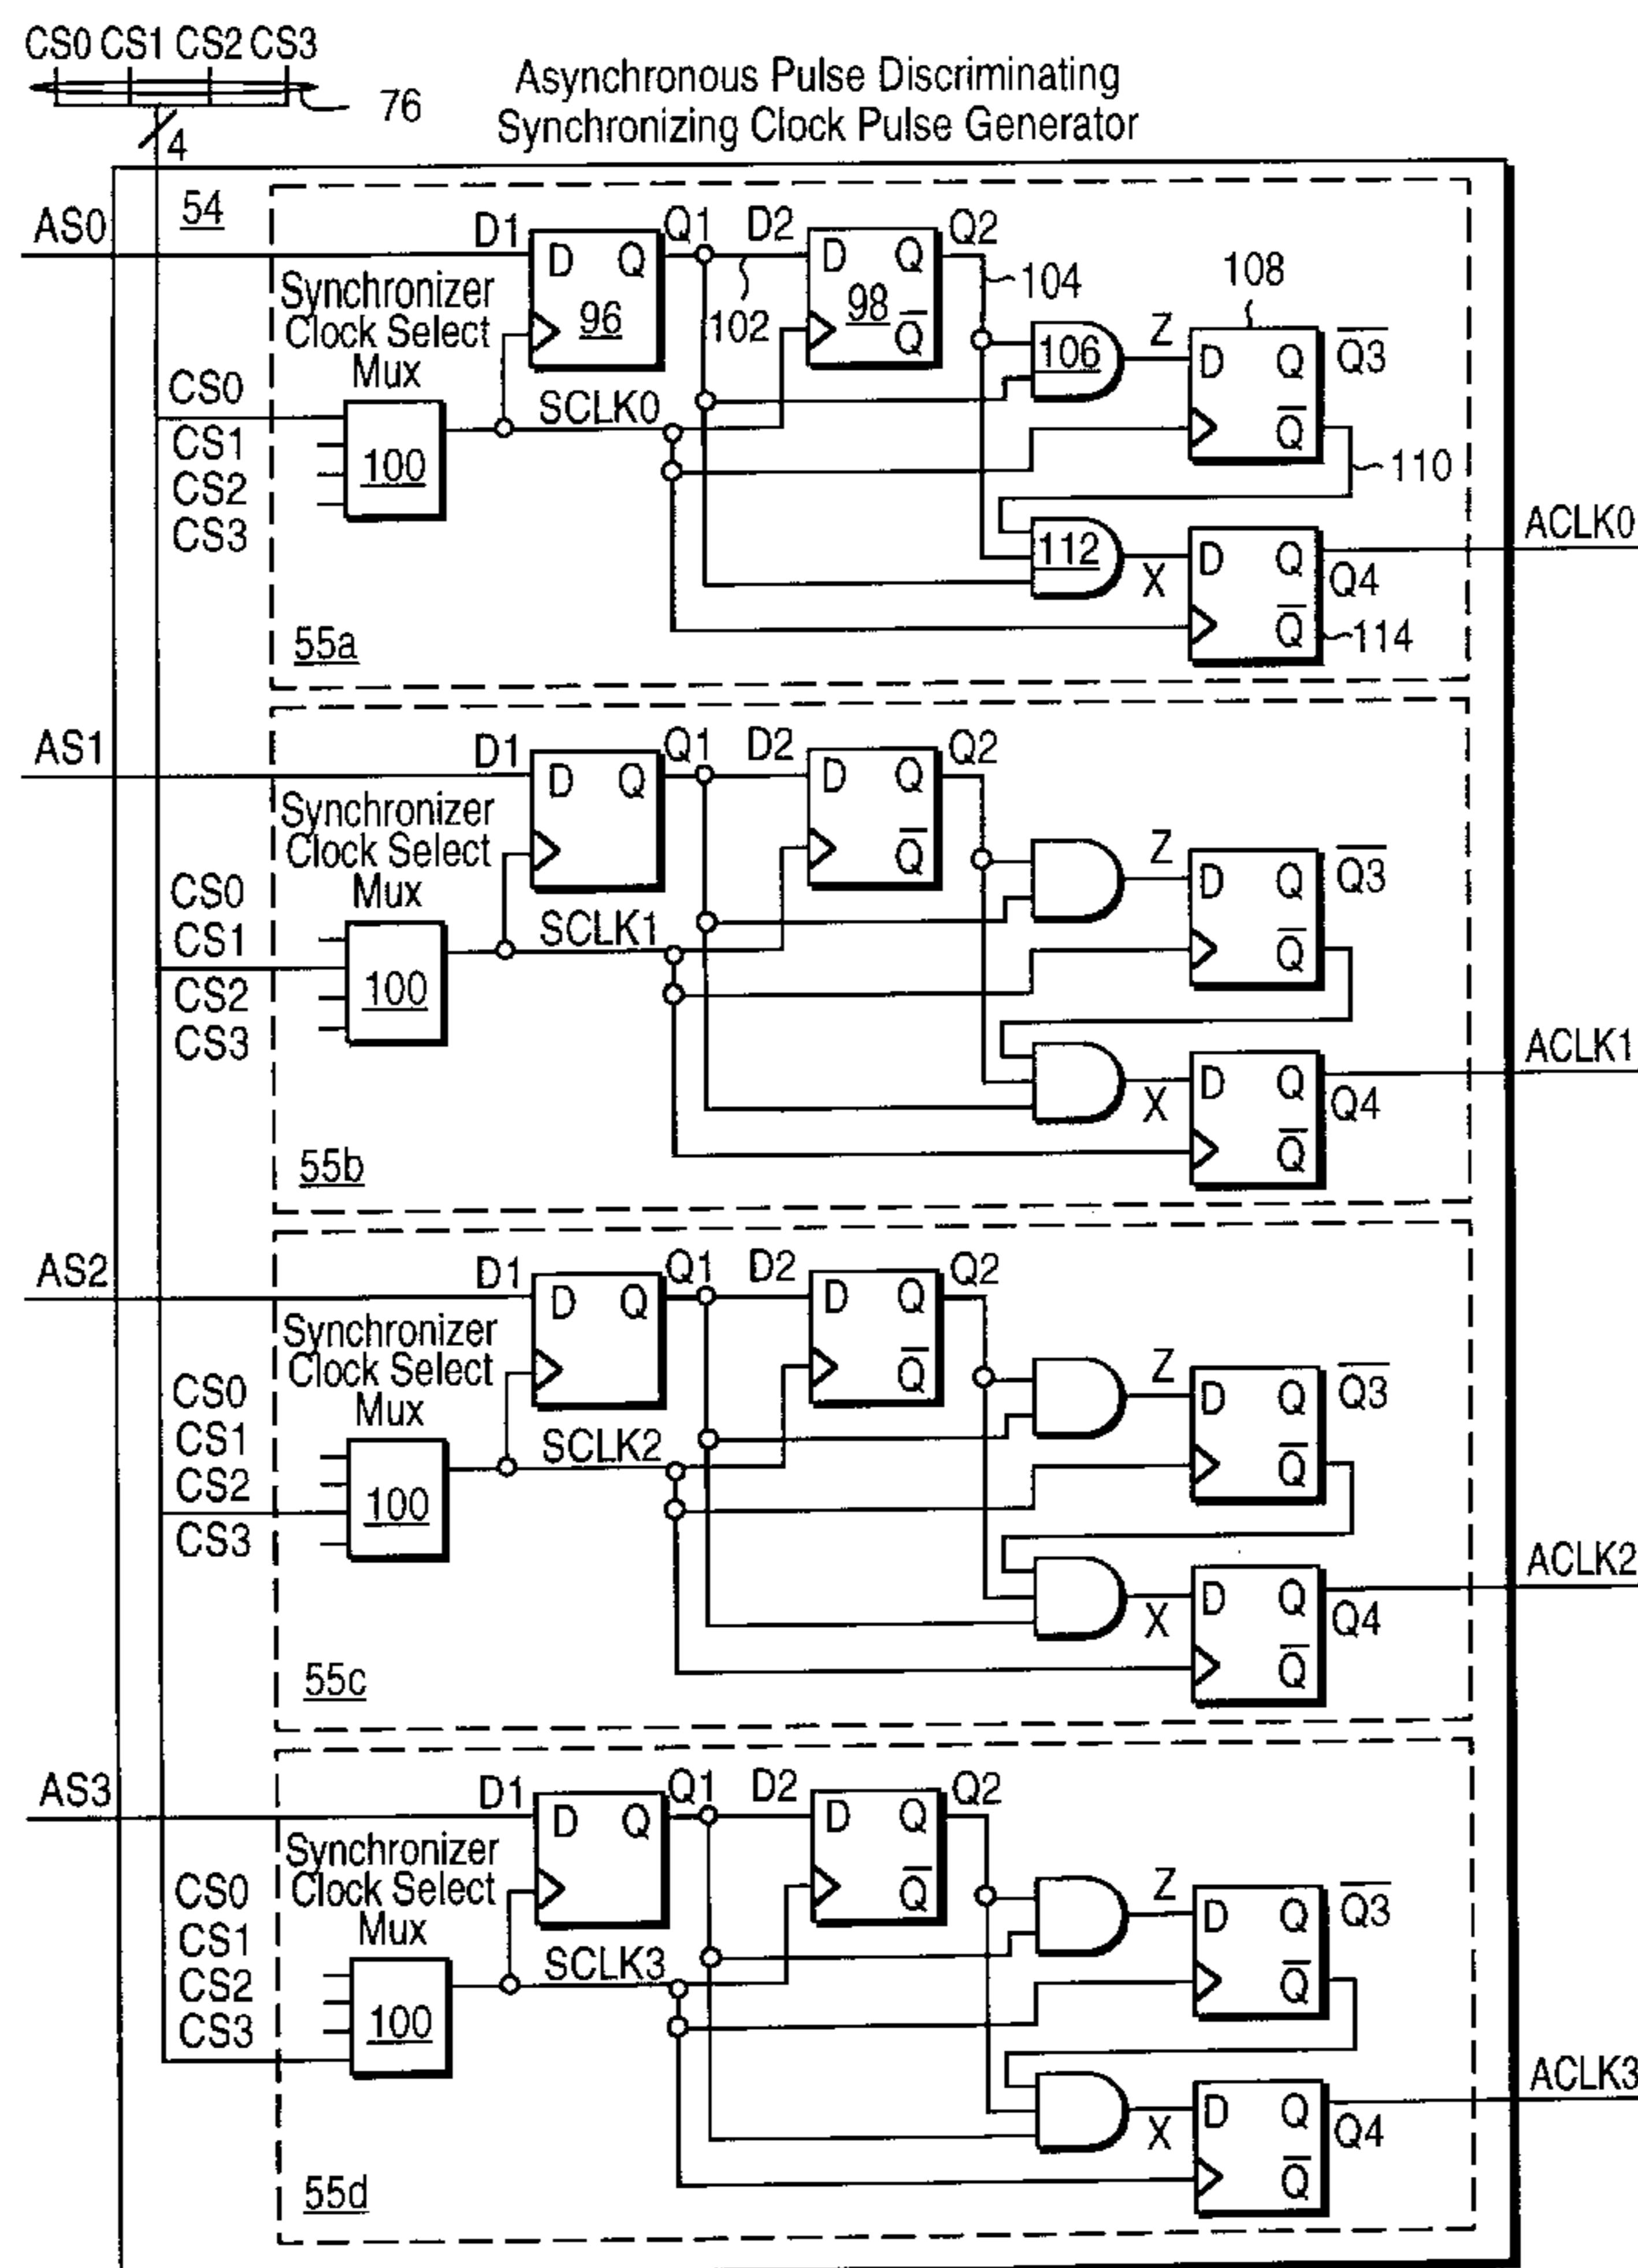 CS0 CS1 CS2 CS3
76
4
Asynchronous Pulse Discriminating
Synchronizing Clock Pulse Generator
54
AS0
D1
D Q
96
Q1
D2
102
D Q
98
Q̅
Q2
104
Synchronizer
Clock Select
Mux
CS0
CS1
CS2
CS3
100
SCLK0
106
Z
108
D Q
Q̅
Q̅3̅
110
112
X
D Q
Q̅
Q4
114
ACLK0
55a
AS1
D1
D Q
Q1
D2
D Q
Q̅
Q2
Synchronizer
Clock Select
Mux
CS0
CS1
CS2
CS3
100
SCLK1
Z
D Q
Q̅
Q̅3̅
X
D Q
Q̅
Q4
ACLK1
55b
AS2
D1
D Q
Q1
D2
D Q
Q̅
Q2
Synchronizer
Clock Select
Mux
CS0
CS1
CS2
CS3
100
SCLK2
Z
D Q
Q̅
Q̅3̅
X
D Q
Q̅
Q4
ACLK2
55c
AS3
D1
D Q
Q1
D2
D Q
Q̅
Q2
Synchronizer
Clock Select
Mux
CS0
CS1
CS2
CS3
100
SCLK3
Z
D Q
Q̅
Q̅3̅
X
D Q
Q̅
Q4
ACLK3
55d